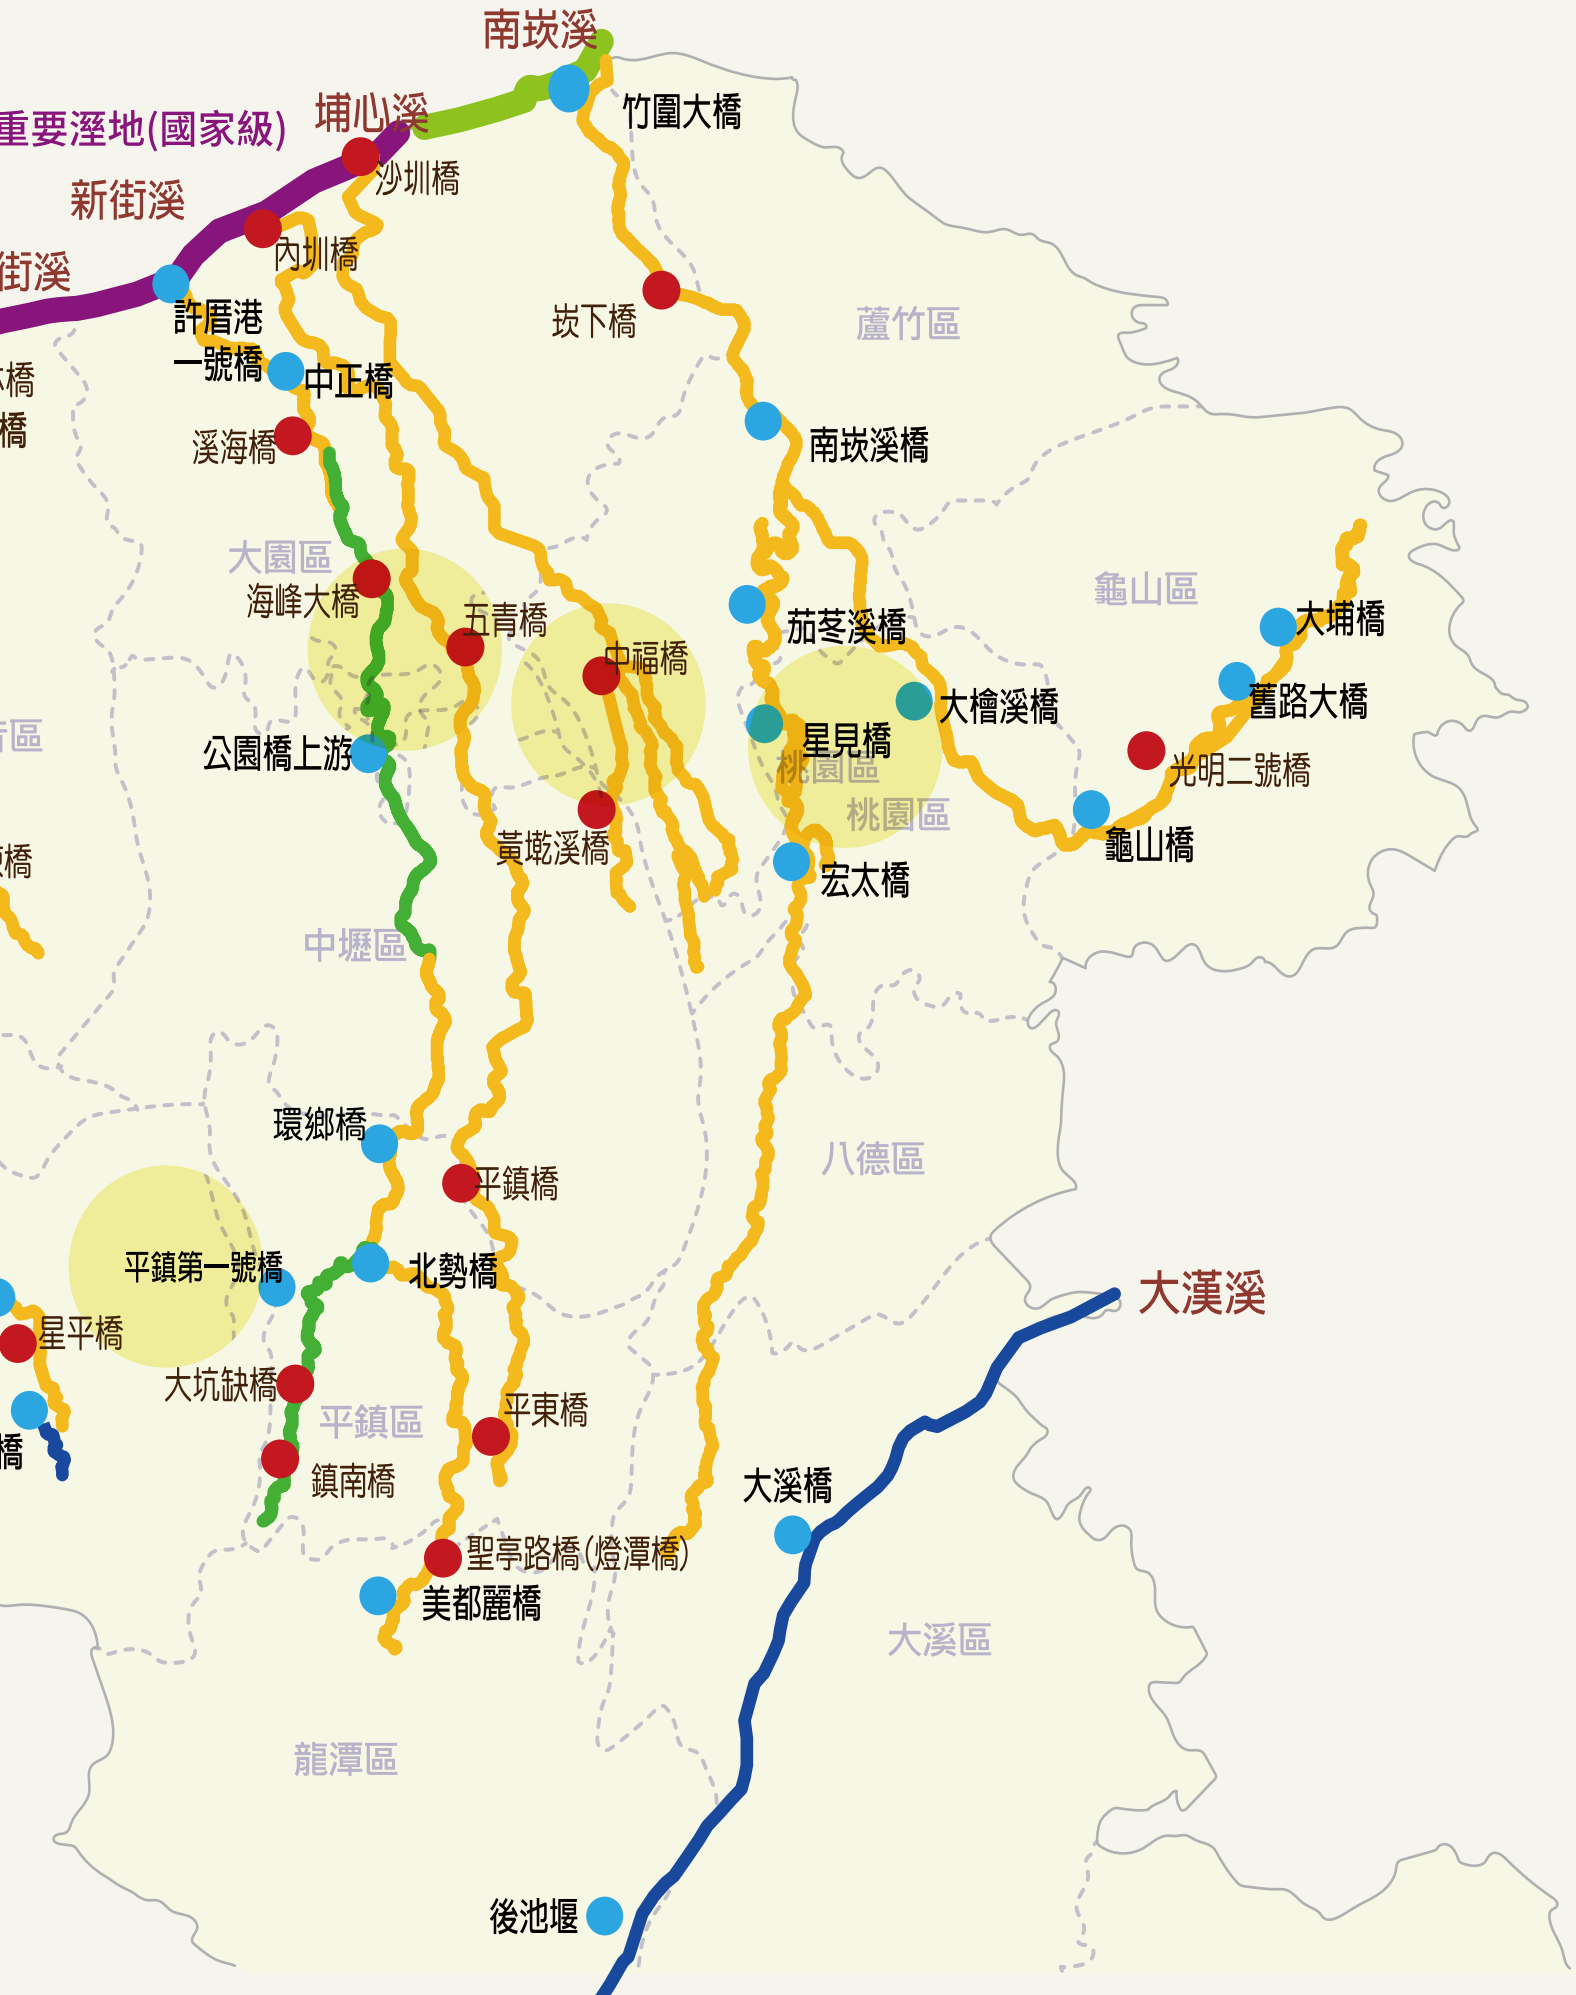 南崁溪
竹圍大橋
埔心溪
重要溼地(國家級)
沙圳橋
新街溪
內圳橋
街溪
許厝港
一號橋
崁下橋
蘆竹區
中正橋
橋
橋
溪海橋
南崁溪橋
大園區
海峰大橋
五青橋
龜山區
大埔橋
茄苳溪橋
中福橋
舊路大橋
大檜溪橋
區
公園橋上游
星見橋
桃園區
光明二號橋
桃園區
黃墘溪橋
龜山橋
橋
宏太橋
中壢區
環鄉橋
八德區
平鎮橋
平鎮第一號橋
北勢橋
大漢溪
星平橋
大坑缺橋
平東橋
平鎮區
橋
鎮南橋
大溪橋
聖亭路橋(燈潭橋)
美都麗橋
大溪區
龍潭區
後池堰